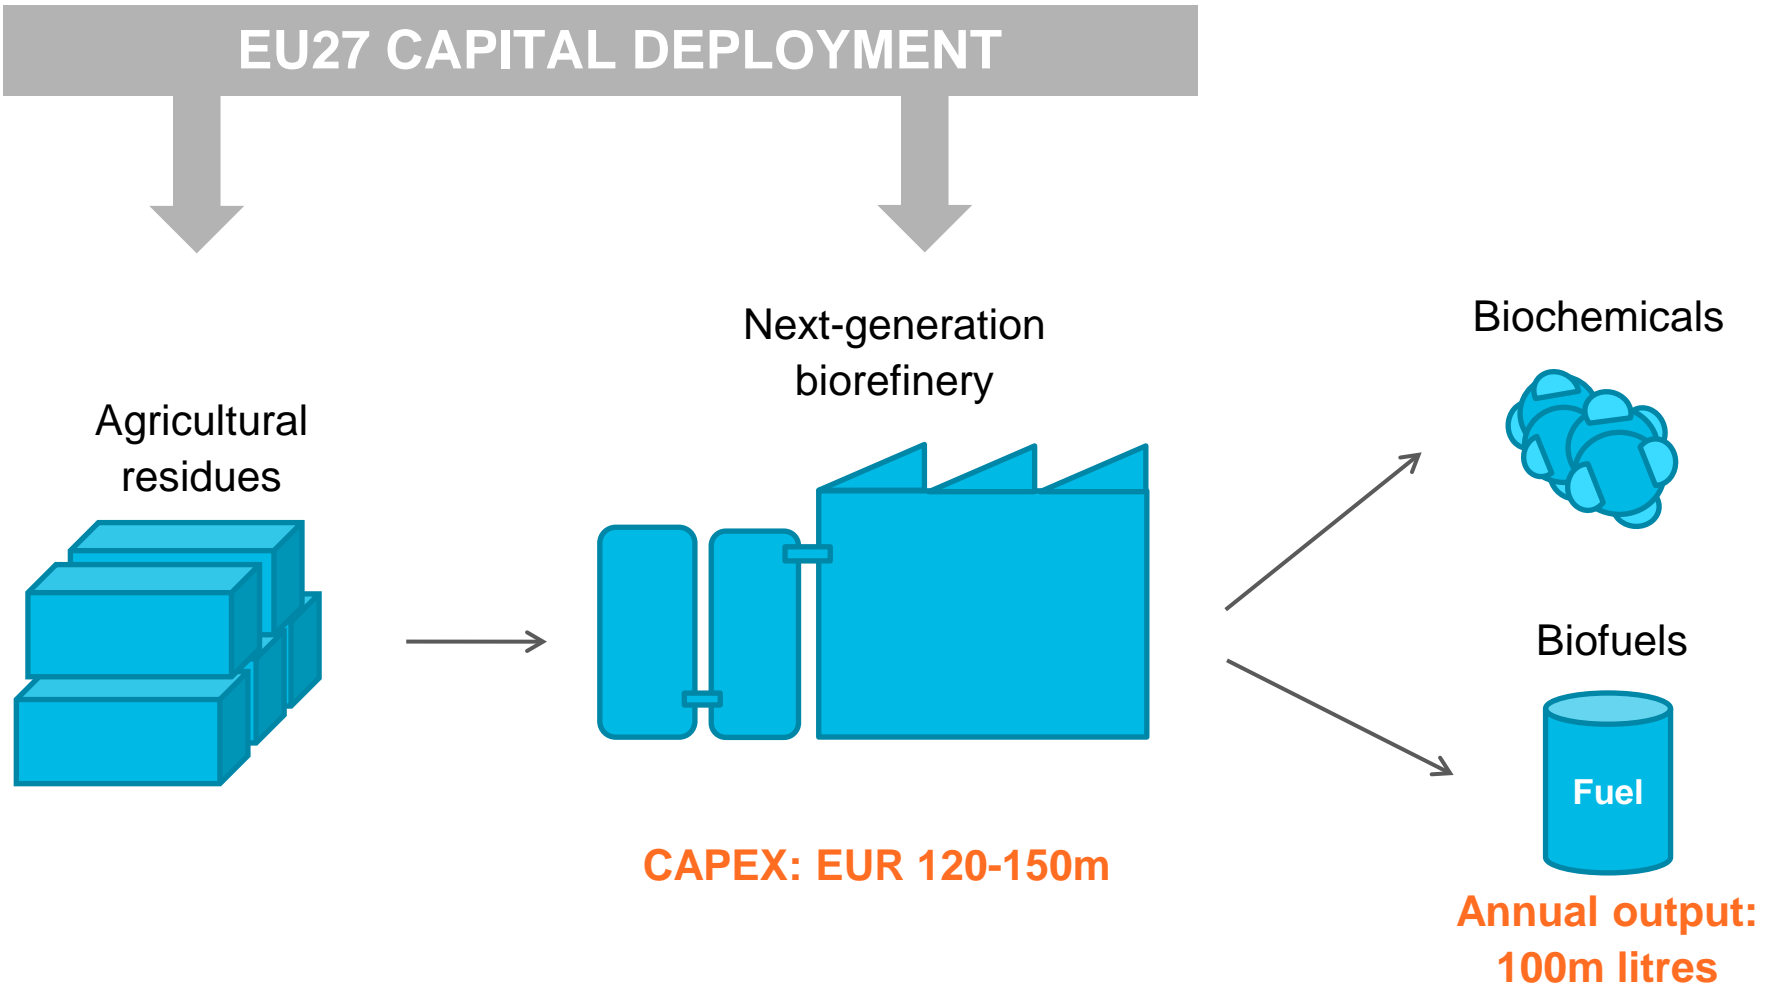 EU27 CAPITAL DEPLOYMENT
Agricultural
residues
Next-generation
biorefinery
CAPEX: EUR 120-150m
Biochemicals
Biofuels
Fuel
Annual output:
100m litres